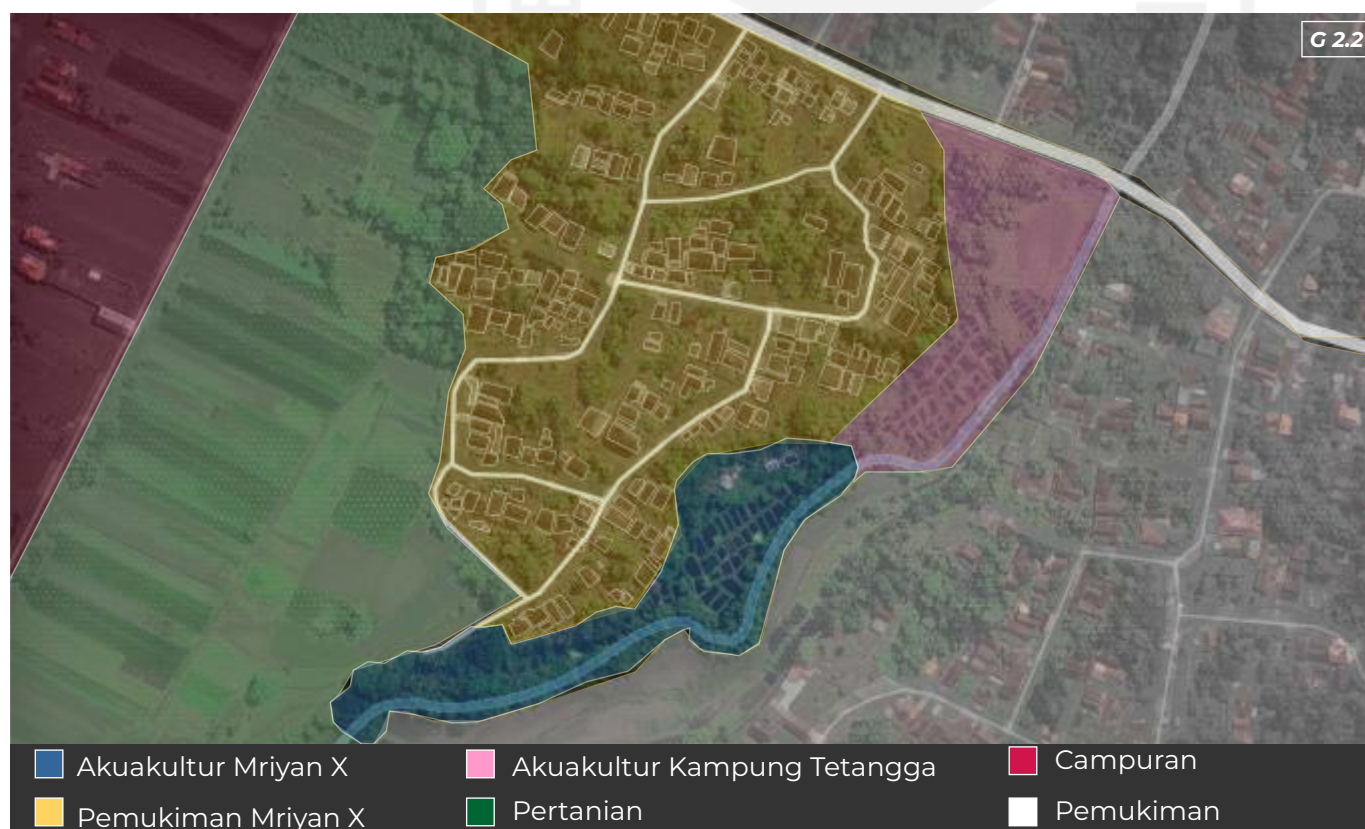 G 2.2
Akuakultur Mriyan X
Akuakultur Kampung Tetangga
Campuran
Pemukiman Mriyan X
Pertanian
Pemukiman